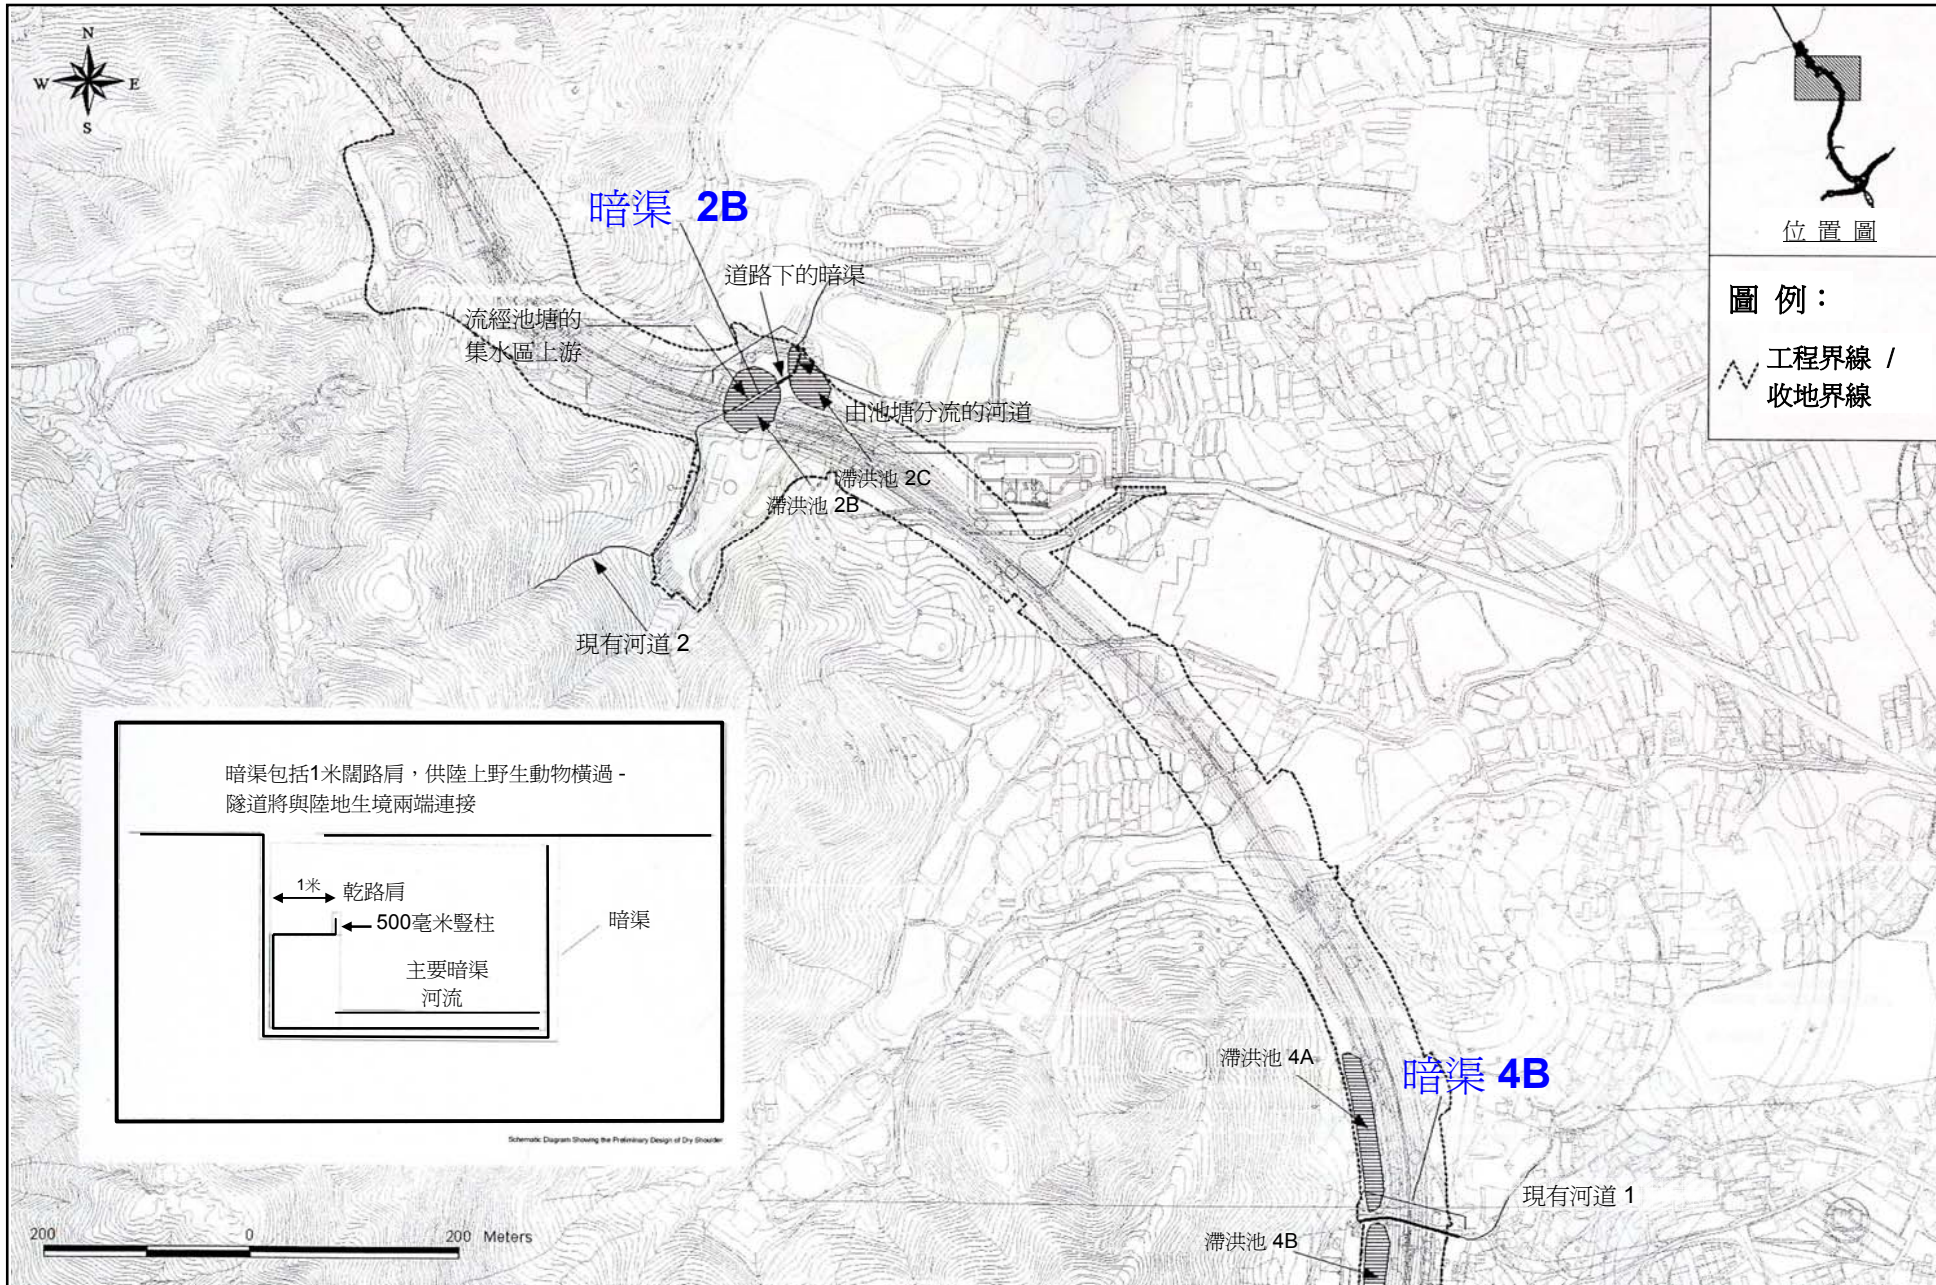 N
W E
S
暗渠 2B
道路下的暗渠
流經池塘的
集水區上游
由池塘分流的河道
滯洪池 2C
滯洪池 2B
現有河道 2
位置圖
圖例：
工程界線 /
收地界線
暗渠包括1米闊路肩，供陸上野生動物橫過 -
隧道將與陸地生境兩端連接
1米
乾路肩
500毫米豎柱
暗渠
主要暗渠
河流
Schematic Diagram Showing the Preliminary Design of Dry Shoulder
滯洪池 4A
暗渠 4B
現有河道 1
滯洪池 4B
200 0 200 Meters